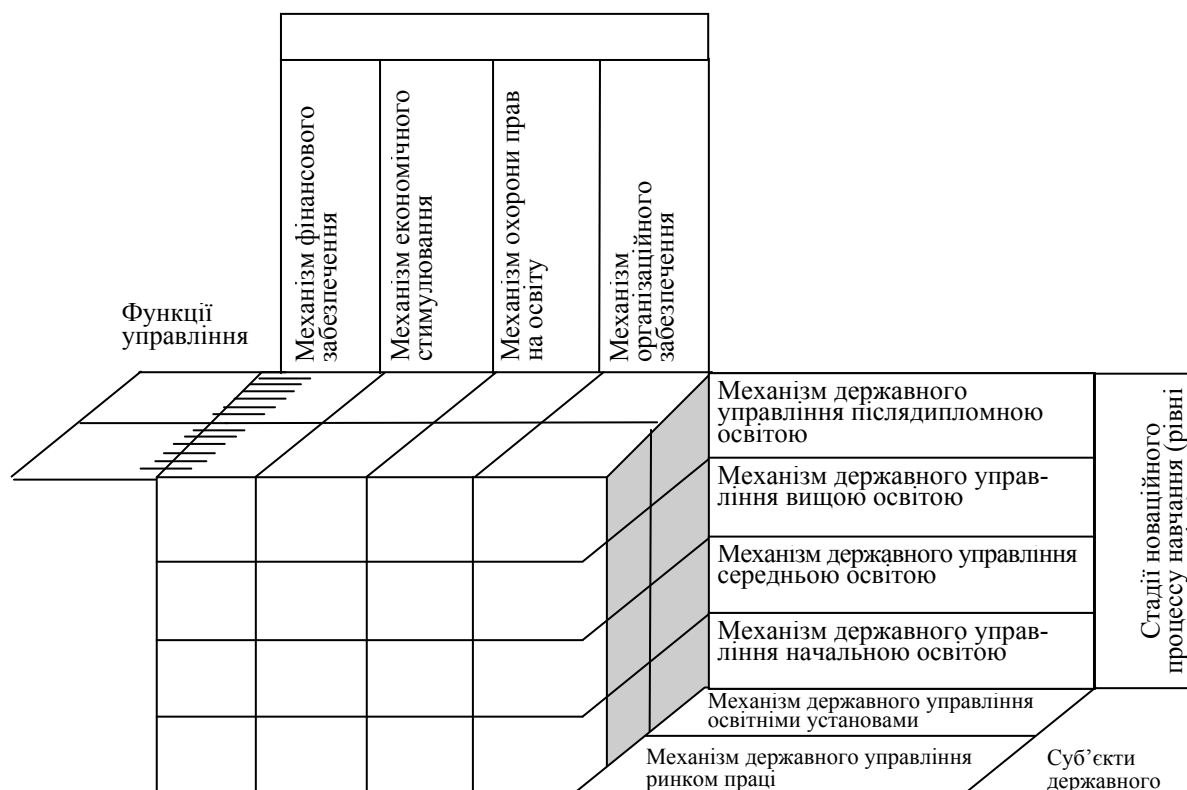 Механізм фінансового
забезпечення
Механізм економічного
стимулювання
Механізм охорони прав
на освіту
Механізм
організаційного
забезпечення
Функції
управління
Механізм державного
управління післядипломною
освітою
Механізм державного управ-
ління вищою освітою
Механізм державного управління
середньою освітою
Механізм державного управ-
ління начальною освітою
Стадії новаційного
процессу навчання (рівні
Механізм державного управління
освітніми установами
Механізм державного управління
ринком праці
Суб’єкти
державного